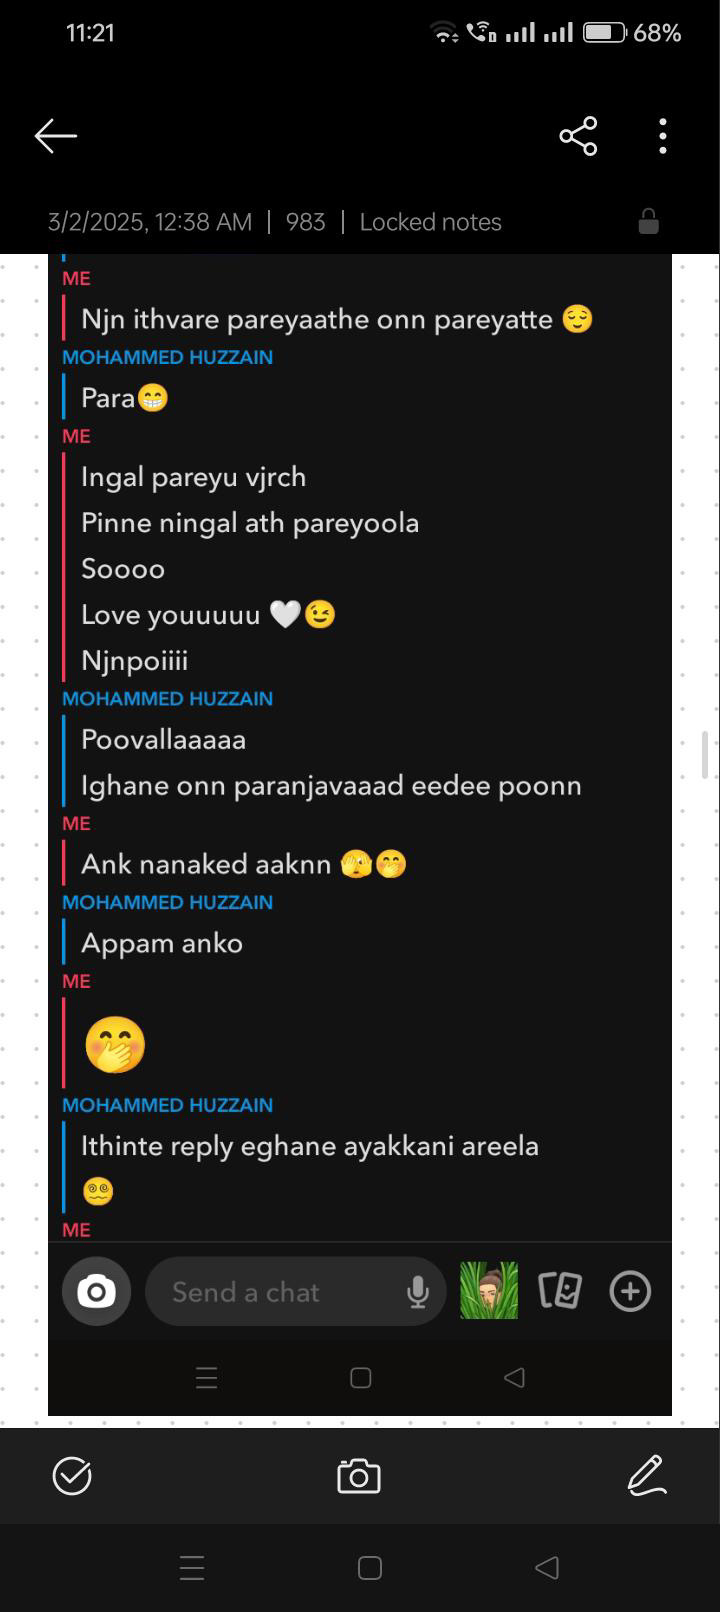 11:21
68%
3/2/2025, 12:38 AM | 983 | Locked notes
ME
Njn ithvare pareyaathe onn pareyatte 😌
MOHAMMED HUZZAIN
Para😁
ME
Ingal pareyu vjrch
Pinne ningal ath pareyoola
Soooo
Love youuuuu 🤍😉
Njnpoiiii
MOHAMMED HUZZAIN
Poovallaaaaa
Ighane onn paranjavaaad eedee poonn
ME
Ank nanaked aaknn 🫣🤭
MOHAMMED HUZZAIN
Appam anko
ME
🤭
MOHAMMED HUZZAIN
Ithinte reply eghane ayakkani areela
😵‍💫
ME
Send a chat